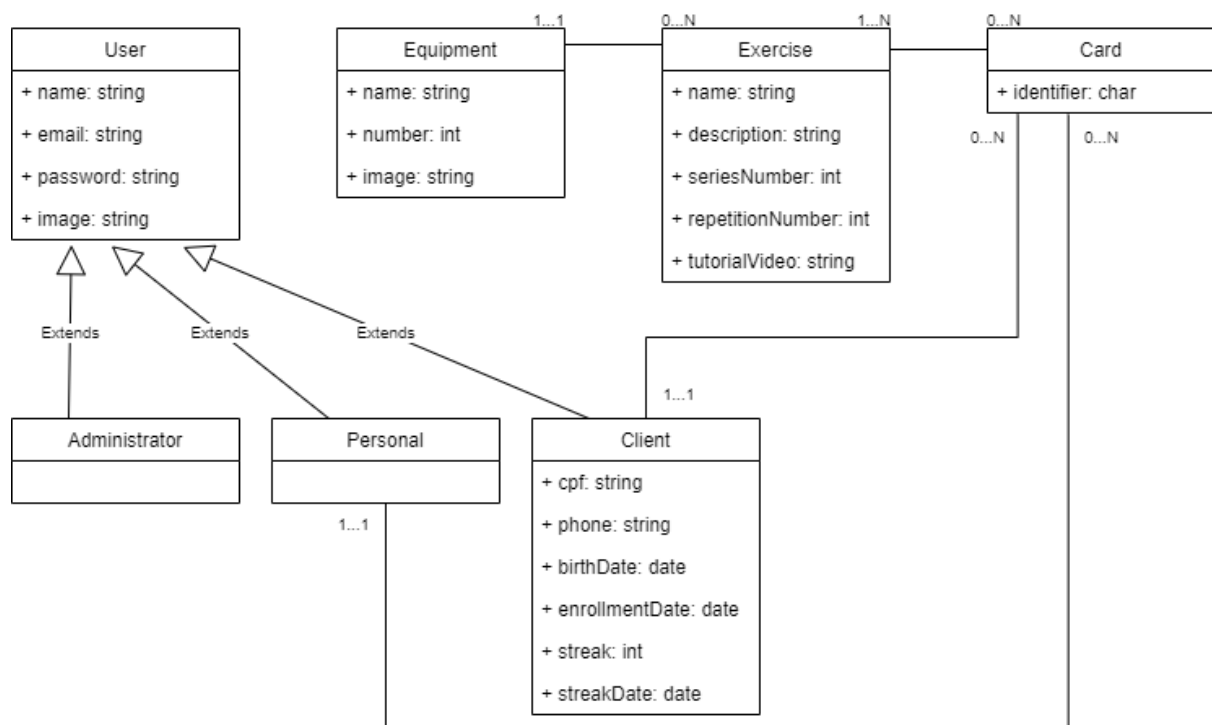 1...1
0...N
1...N
0...N
User
+ name: string
+ email: string
+ password: string
+ image: string
Equipment
+ name: string
+ number: int
+ image: string
Exercise
+ name: string
+ description: string
+ seriesNumber: int
+ repetitionNumber: int
+ tutorialVideo: string
Card
+ identifier: char
0...N
0...N
Extends
Extends
Extends
1...1
Administrator
Personal
1...1
Client
+ cpf: string
+ phone: string
+ birthDate: date
+ enrollmentDate: date
+ streak: int
+ streakDate: date